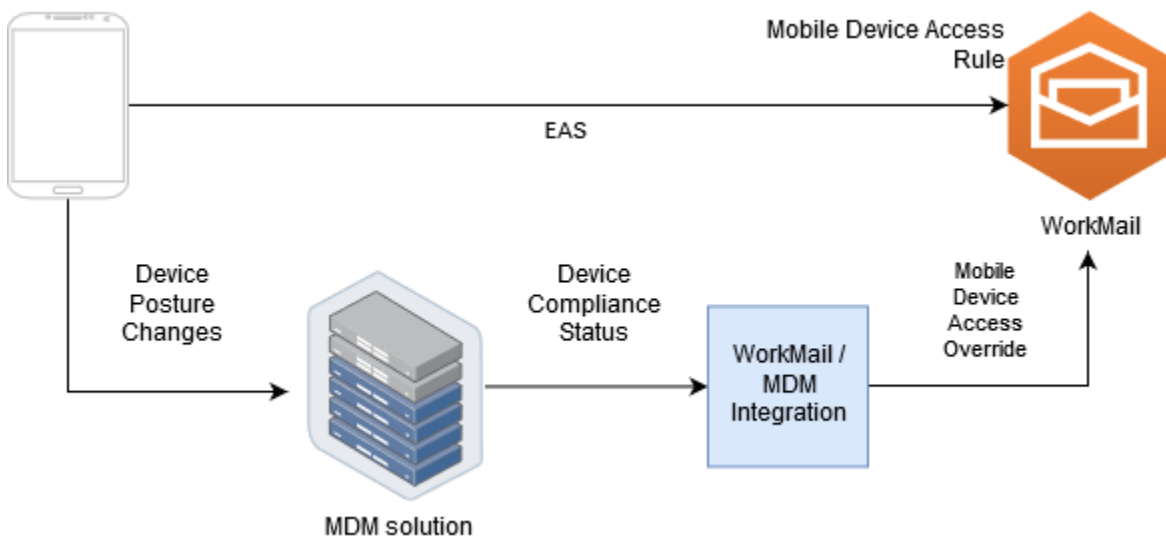 Mobile Device Access
Rule
EAS
WorkMail
Device
Posture
Changes
Device
Compliance
Status
Mobile
Device
Access
Override
WorkMail /
MDM
Integration
MDM solution